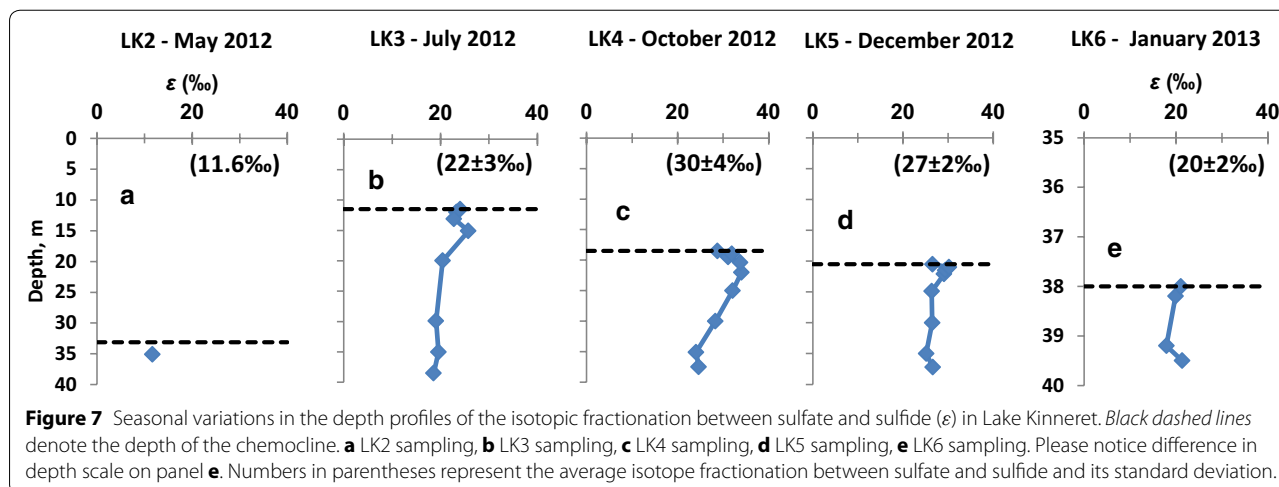 LK2 - May 2012 LK3 - July 2012 LK4 - October 2012 LK5 - December 2012 LK6 - January 2013
ε (‰) ε (‰)
0 20 40 0 20 40 0 20 40 0 20 40 0 20 40
(11.6‰) (22±3‰) (30±4‰) (27±2‰) (20±2‰)
a b c d e
Depth, m
0
5
10
15
20
25
30
35
40
35
36
37
38
39
40
Figure 7 Seasonal variations in the depth profiles of the isotopic fractionation between sulfate and sulfide (ε) in Lake Kinneret. Black dashed lines
denote the depth of the chemocline. a LK2 sampling, b LK3 sampling, c LK4 sampling, d LK5 sampling, e LK6 sampling. Please notice difference in
depth scale on panel e. Numbers in parentheses represent the average isotope fractionation between sulfate and sulfide and its standard deviation.